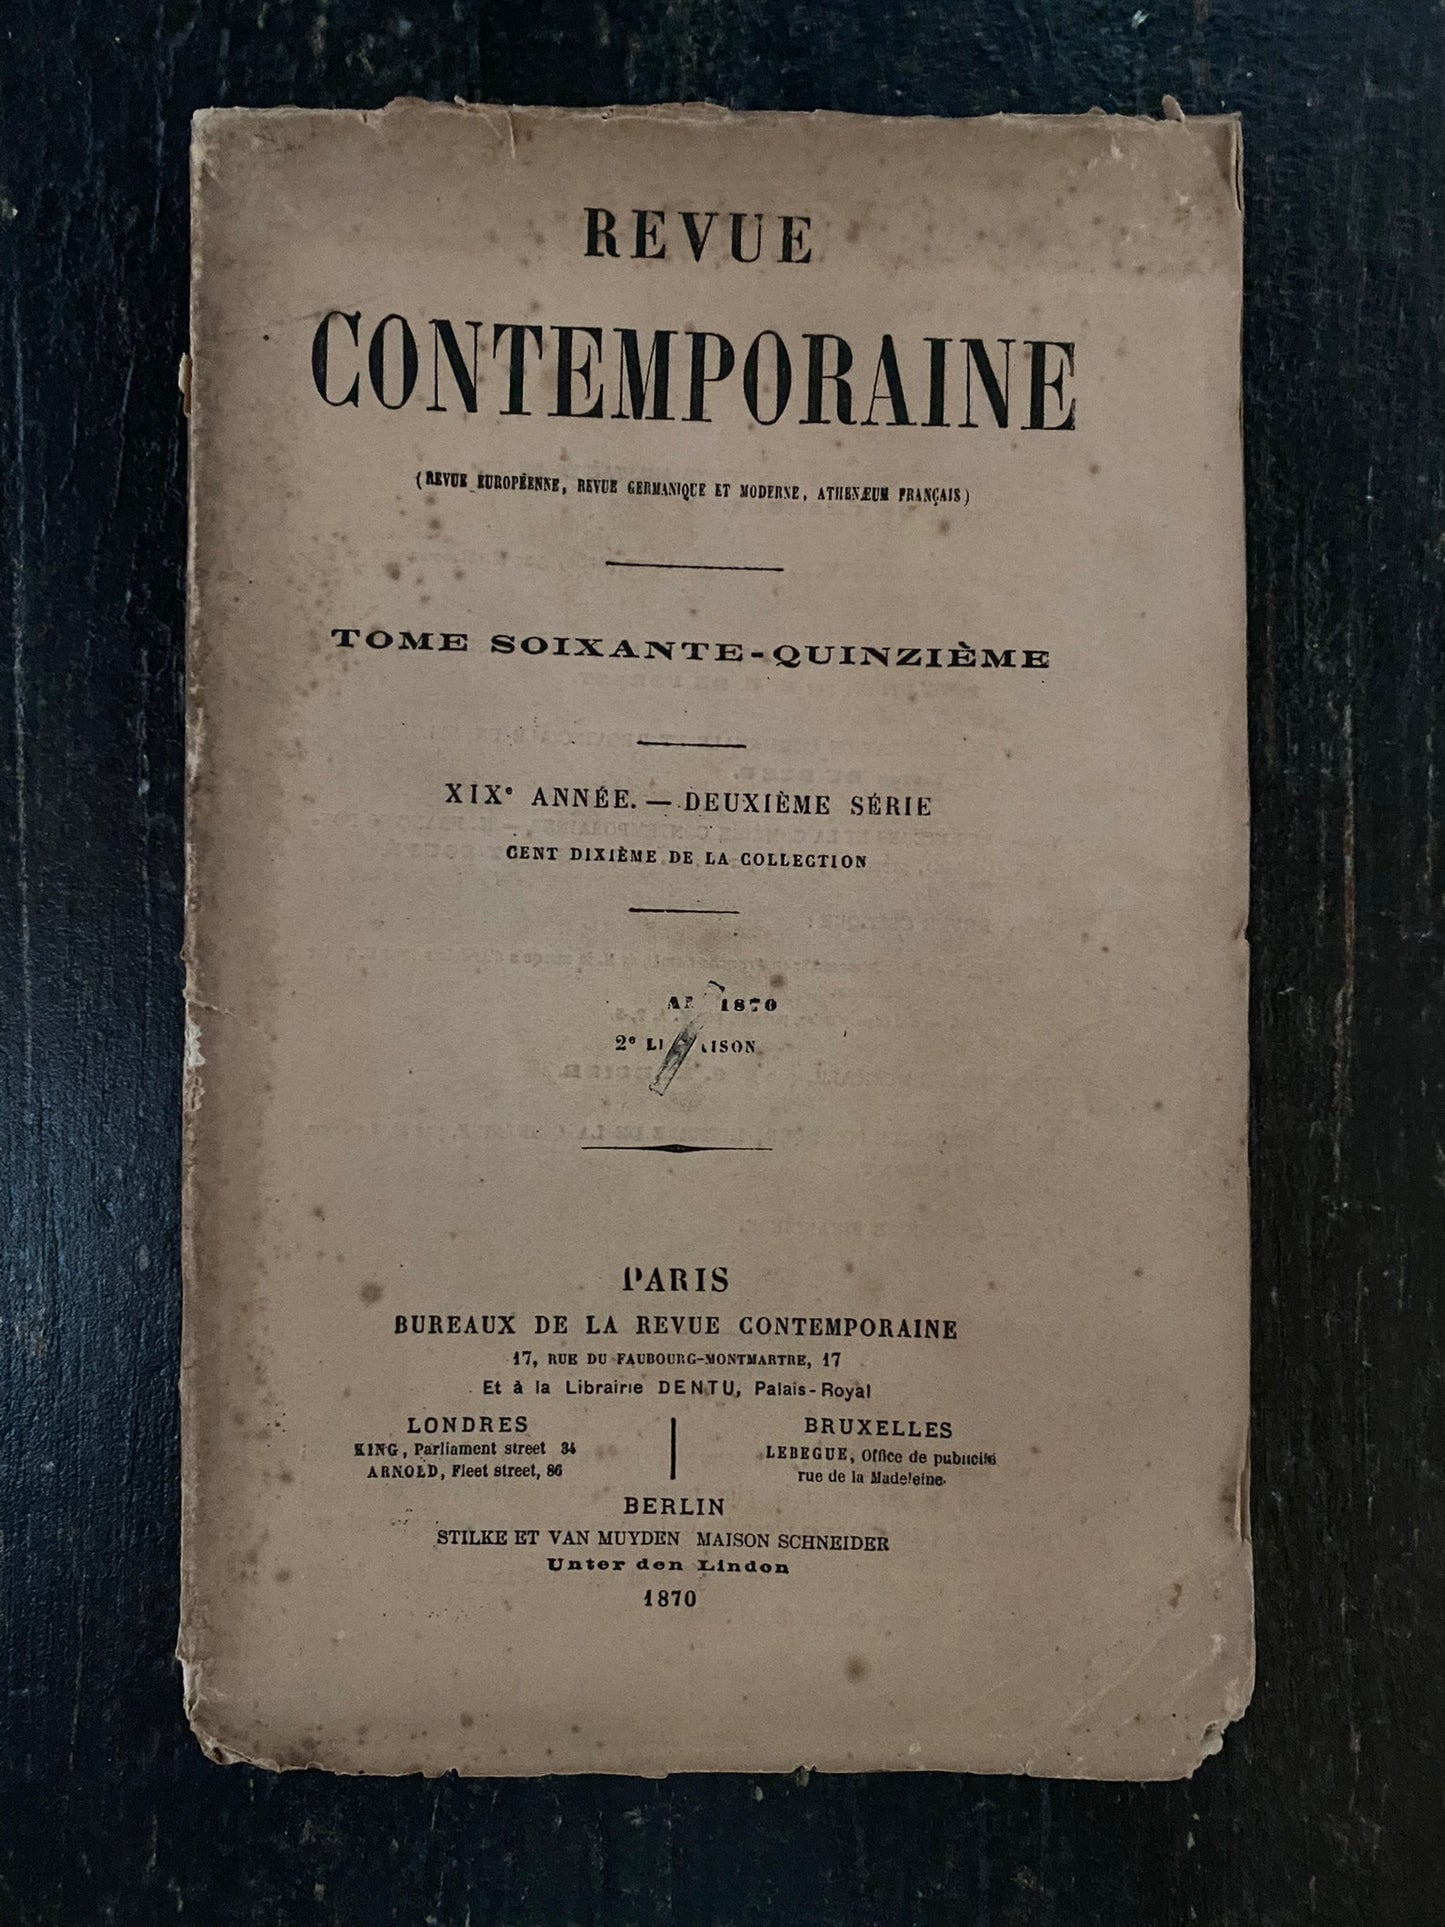 REVUE
CONTEMPORAINE
(REVUE EUROPÉENNE, REVUE GERMANIQUE ET MODERNE, ATHENÆUM FRANÇAIS)
TOME SOIXANTE-QUINZIÈME
XIXe ANNÉE. — DEUXIÈME SÉRIE
CENT DIXIÈME DE LA COLLECTION
1870
2e
PARIS
BUREAUX DE LA REVUE CONTEMPORAINE
17, RUE DU FAUBOURG-MONTMARTRE, 17
Et à la Librairie DENTU, Palais-Royal
LONDRES
KING, Parliament street 34
ARNOLD, Fleet street, 86
BRUXELLES
LEBEGUE, Office de publicité
rue de la Madeleine.
BERLIN
STILKE ET VAN MUYDEN MAISON SCHNEIDER
Unter den Lindon
1870